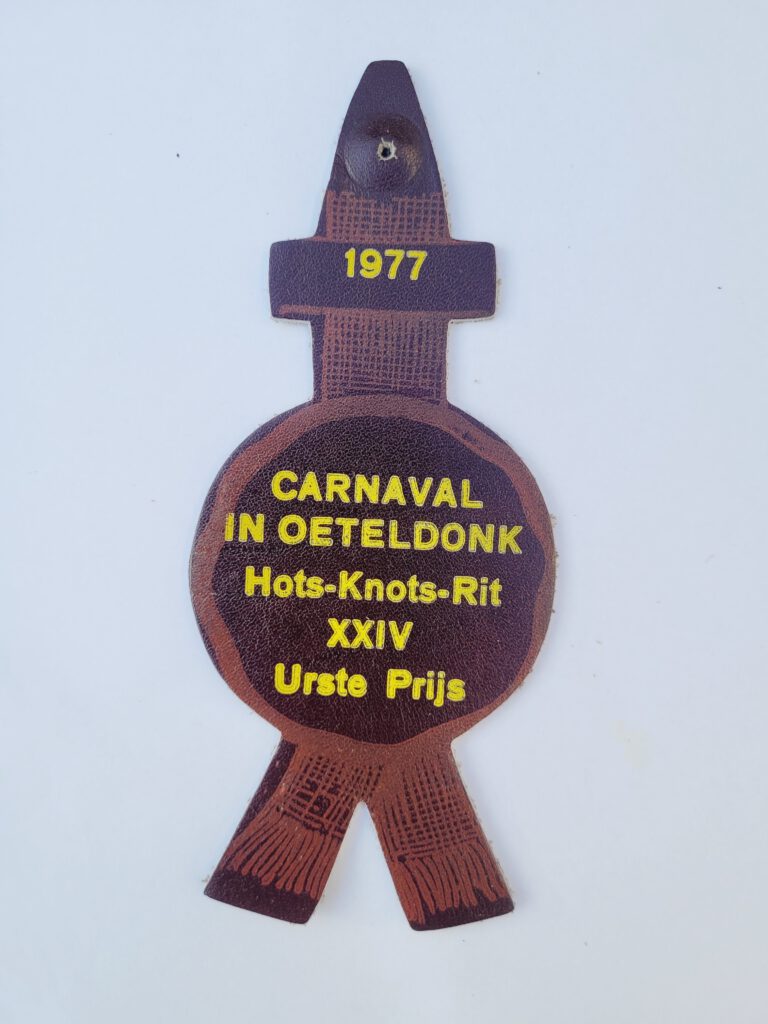 1977
CARNAVAL
IN OETELDONK
Hots-Knots-Rit
XXIV
Urste Prijs